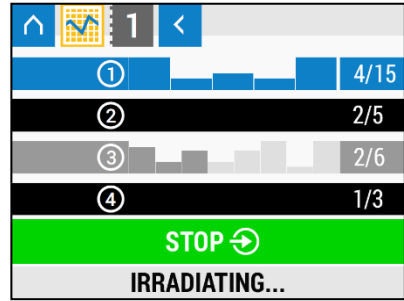 1
① 4/15
② 2/5
③ 2/6
④ 1/3
STOP
IRRADIATING...